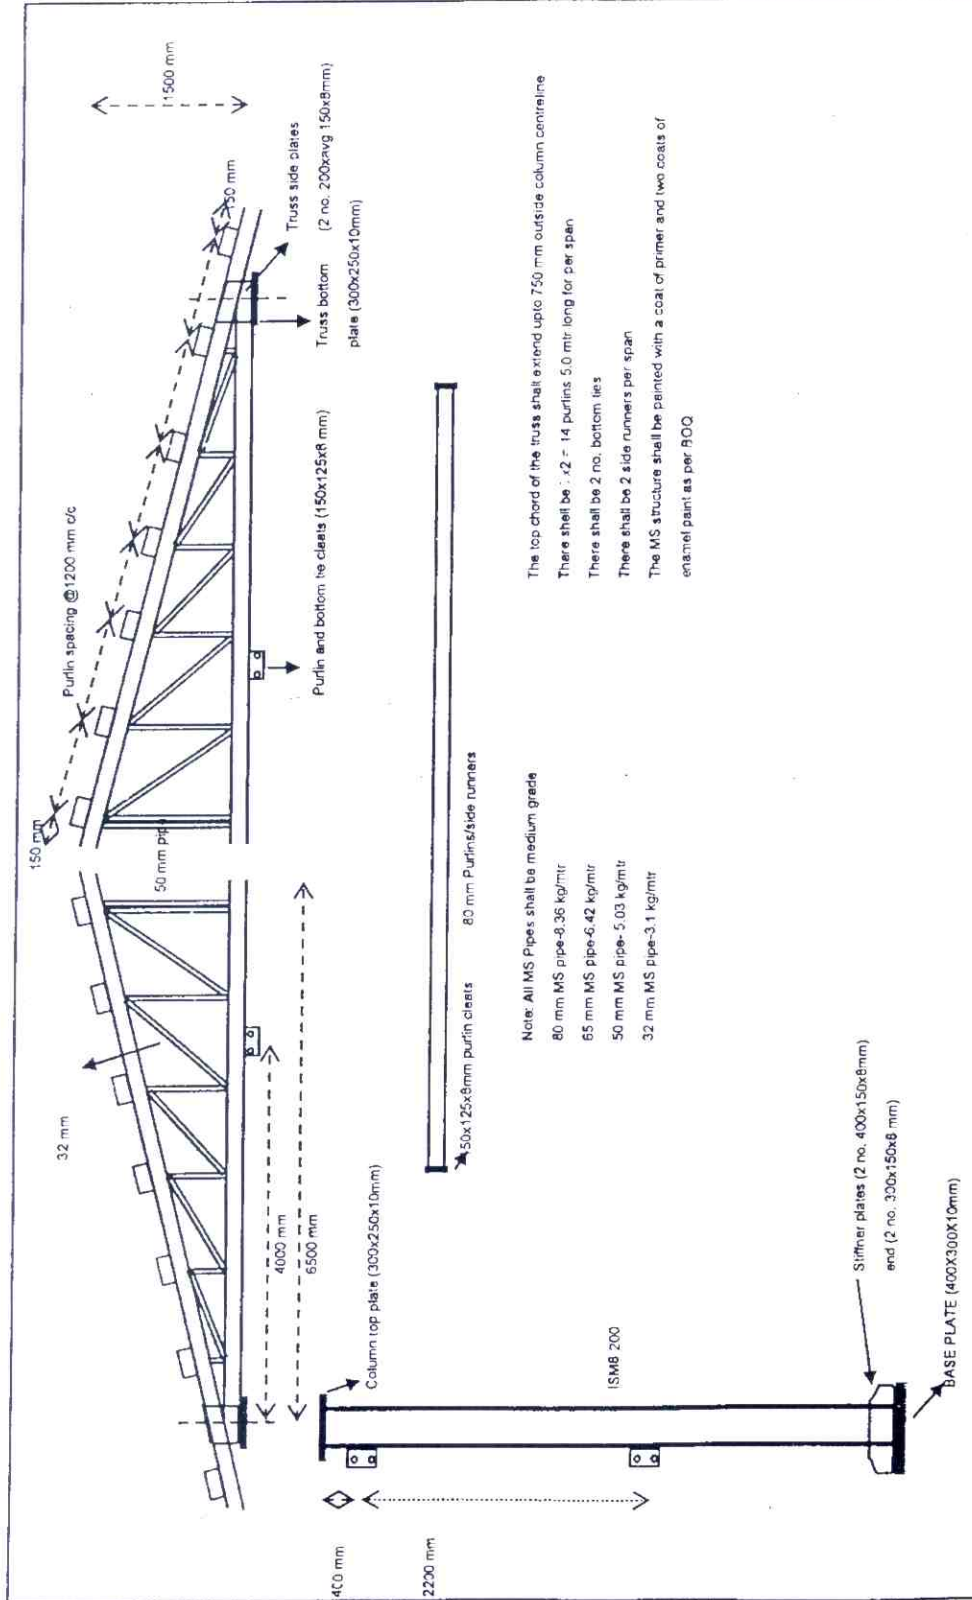 1500 mm
150 mm
Purlin spacing @1200 mm c/c
50 mm
32 mm
50 mm pipe
Truss side plates
(2 no. 200xavg 150x8mm)
Truss bottom
plate (300x250x10mm)
Purlin and bottom tie cleats (150x125x8 mm)
4000 mm
6500 mm
Column top plate (300x250x10mm)
400 mm
2200 mm
ISMB 200
Stiffner plates (2 no. 400x150x8mm)
end (2 no. 300x150x8 mm)
BASE PLATE (400X300X10mm)
150x125x8mm purlin cleats
80 mm Purlins/side runners
Note: All MS Pipes shall be medium grade
80 mm MS pipe-8.36 kg/mtr
65 mm MS pipe-6.42 kg/mtr
50 mm MS pipe- 5.03 kg/mtr
32 mm MS pipe-3.1 kg/mtr
The top chord of the truss shall extend upto 750 mm outside column centreline
There shell be x2 = 14 purlins 5.0 mtr long for per span
There shall be 2 no. bottom ties
There shall be 2 side runners per span
The MS structure shall be painted with a coat of primer and two coats of
enamel paint as per BOQ